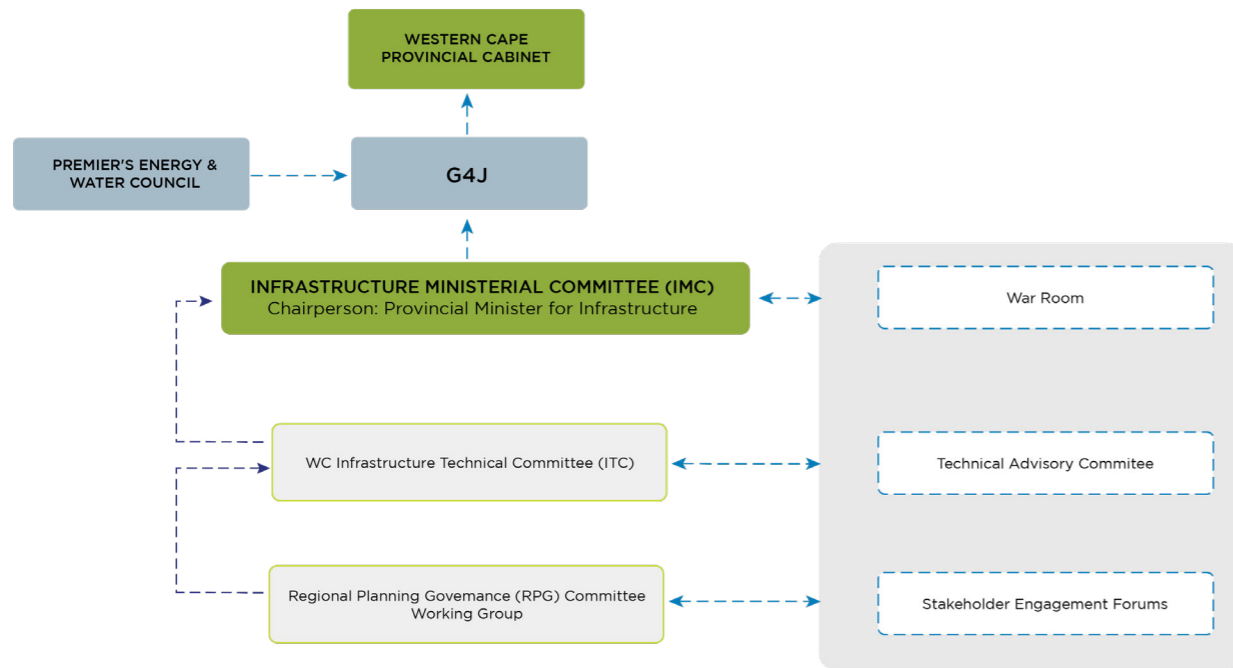 WESTERN CAPE
PROVINCIAL CABINET
PREMIER'S ENERGY &
WATER COUNCIL
G4J
INFRASTRUCTURE MINISTERIAL COMMITTEE (IMC)
Chairperson: Provincial Minister for Infrastructure
War Room
WC Infrastructure Technical Committee (ITC)
Technical Advisory Commitee
Regional Planning Govenance (RPG) Committee
Working Group
Stakeholder Engagement Forums